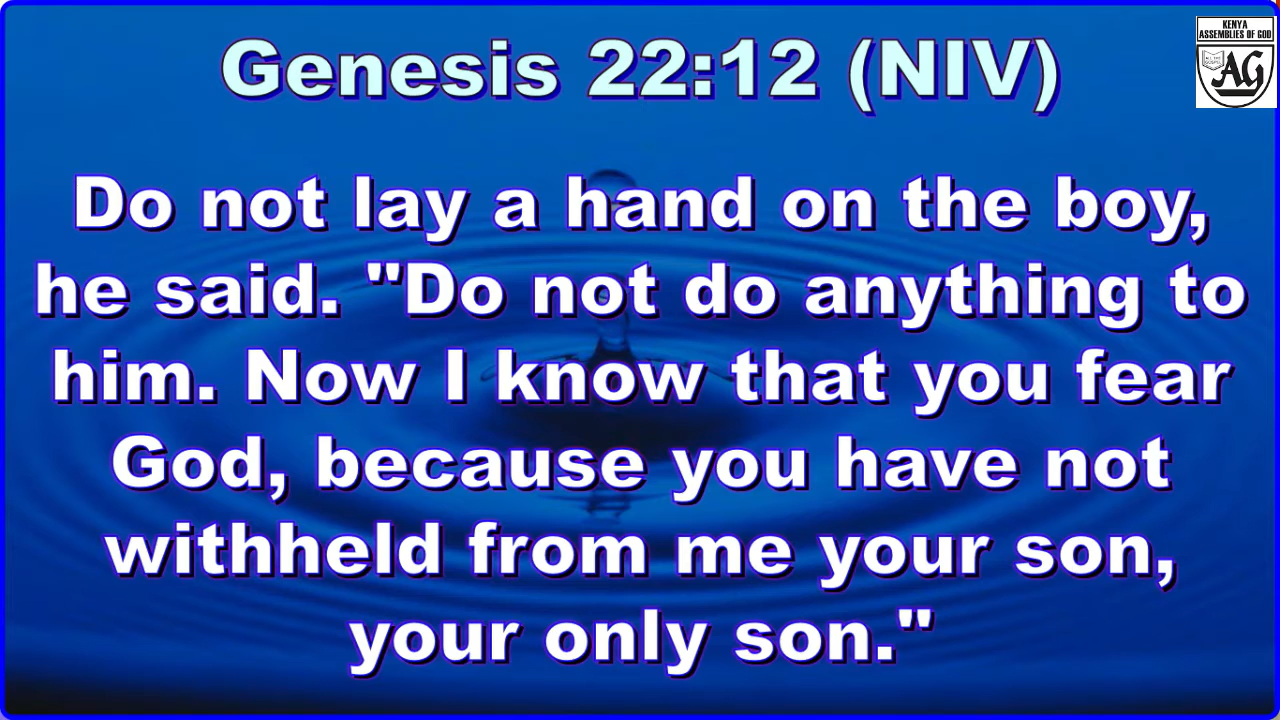 KENYA
ASSEMBLIES OF GOD
AG
Genesis 22:12 (NIV)
Do not lay a hand on the boy,
he said. "Do not do anything to
him. Now I know that you fear
God, because you have not
withheld from me your son,
your only son."